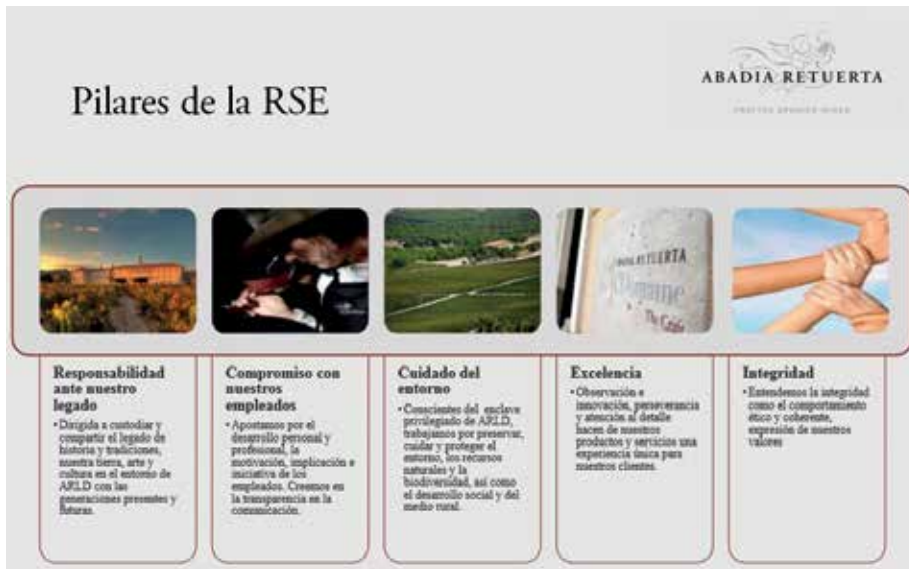 Pilares de la RSE
ABADIA RETUERTA
ABADIA RETUERTA
Domaine
The Grife
Responsabilidad
ante nuestro
legado
•Dirigida a custodiar y
compartir el legado de
historia y tradiciones,
nuestra tierra, arte y
cultura en el entorno de
ARLD con las
generaciones presentes y
futuras.
Compromiso con
nuestros
empleados
•Apostamos por el
desarrollo personal y
profesional, la
motivación, implicación e
iniciativa de los
empleados. Creemos en
la transparencia en la
comunicación.
Cuidado del
entorno
•Conscientes del enclave
privilegiado de ARLD,
trabajamos por preservar,
cuidar y proteger el
entorno, los recursos
naturales y la
biodiversidad, así como
el desarrollo social y del
medio rural.
Excelencia
•Observación e
innovación, perseverancia
y atención al detalle
hacen de nuestros
productos y servicios una
experiencia única para
nuestros clientes.
Integridad
•Entendemos la integridad
como el comportamiento
ético y coherente,
expresión de nuestros
valores